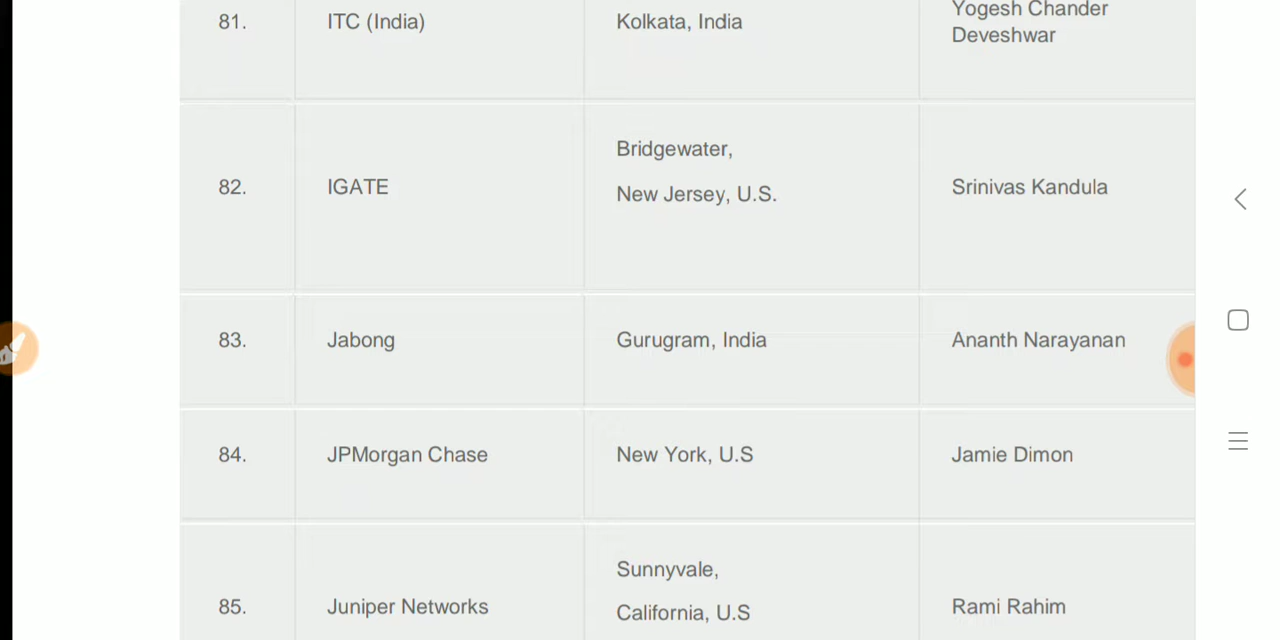 81. ITC (India) Kolkata, India Yogesh Chander
Deveshwar
82. IGATE Bridgewater,
New Jersey, U.S. Srinivas Kandula
83. Jabong Gurugram, India Ananth Narayanan
84. JPMorgan Chase New York, U.S Jamie Dimon
85. Juniper Networks Sunnyvale,
California, U.S Rami Rahim